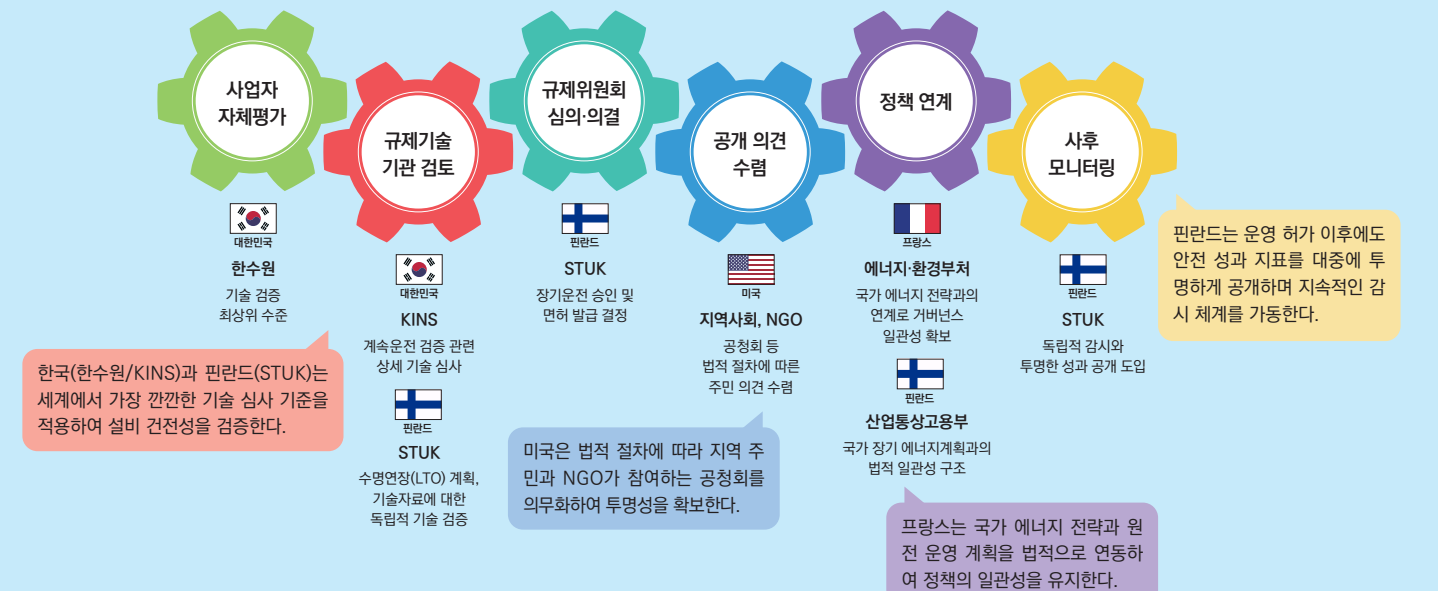 사업자
자체평가
대한민국
한수원
기술 검증
최상위 수준
규제기술
기관 검토
대한민국
KINS
계속운전 검증 관련
상세 기술 심사
핀란드
STUK
수명연장(LTO) 계획,
기술자료에 대한
독립적 기술 검증
한국(한수원/KINS)과 핀란드(STUK)는
세계에서 가장 깐깐한 기술 심사 기준을
적용하여 설비 건전성을 검증한다.
규제위원회
심의·의결
핀란드
STUK
장기운전 승인 및
면허 발급 결정
공개 의견
수렴
미국
지역사회, NGO
공청회 등
법적 절차에 따른
주민 의견 수렴
미국은 법적 절차에 따라 지역 주
민과 NGO가 참여하는 공청회를
의무화하여 투명성을 확보한다.
정책 연계
프랑스
에너지·환경부처
국가 에너지 전략과의
연계로 거버넌스
일관성 확보
핀란드
산업통상고용부
국가 장기 에너지계획과의
법적 일관성 구조
프랑스는 국가 에너지 전략과 원
전 운영 계획을 법적으로 연동하
여 정책의 일관성을 유지한다.
사후
모니터링
핀란드
STUK
독립적 감시와
투명한 성과 공개 도입
핀란드는 운영 허가 이후에도
안전 성과 지표를 대중에 투
명하게 공개하며 지속적인 감
시 체계를 가동한다.